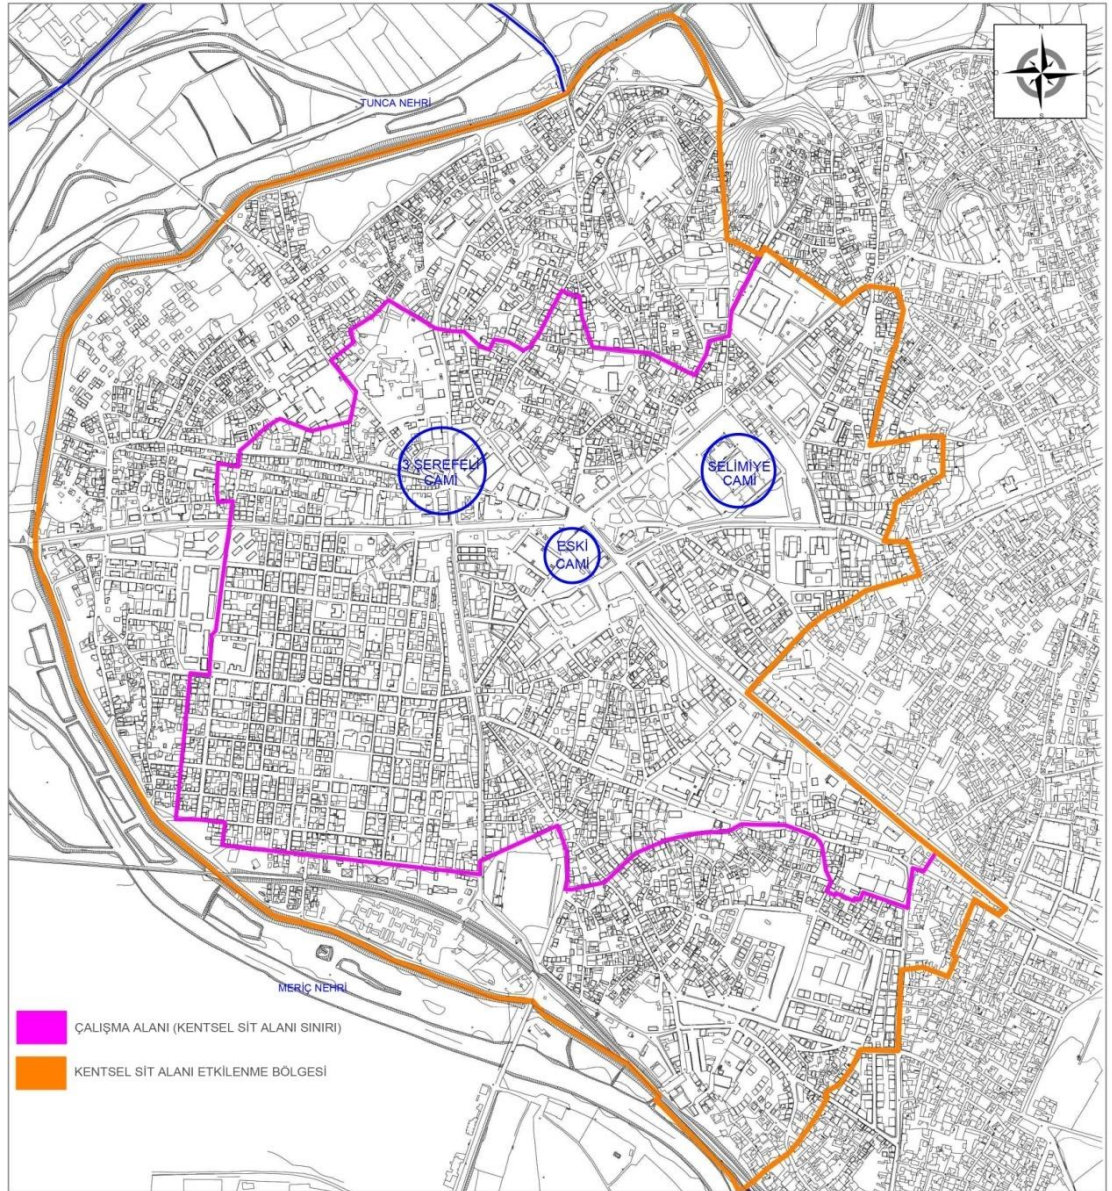 N
TUNCA NEHRİ
3 ŞEREFELİ
CAMİ
SELİMİYE
CAMİ
ESKİ
CAMİ
MERİÇ NEHRİ
ÇALIŞMA ALANI (KENTSEL SİT ALANI SINIRI)
KENTSEL SİT ALANI ETKİLENME BÖLGESİ